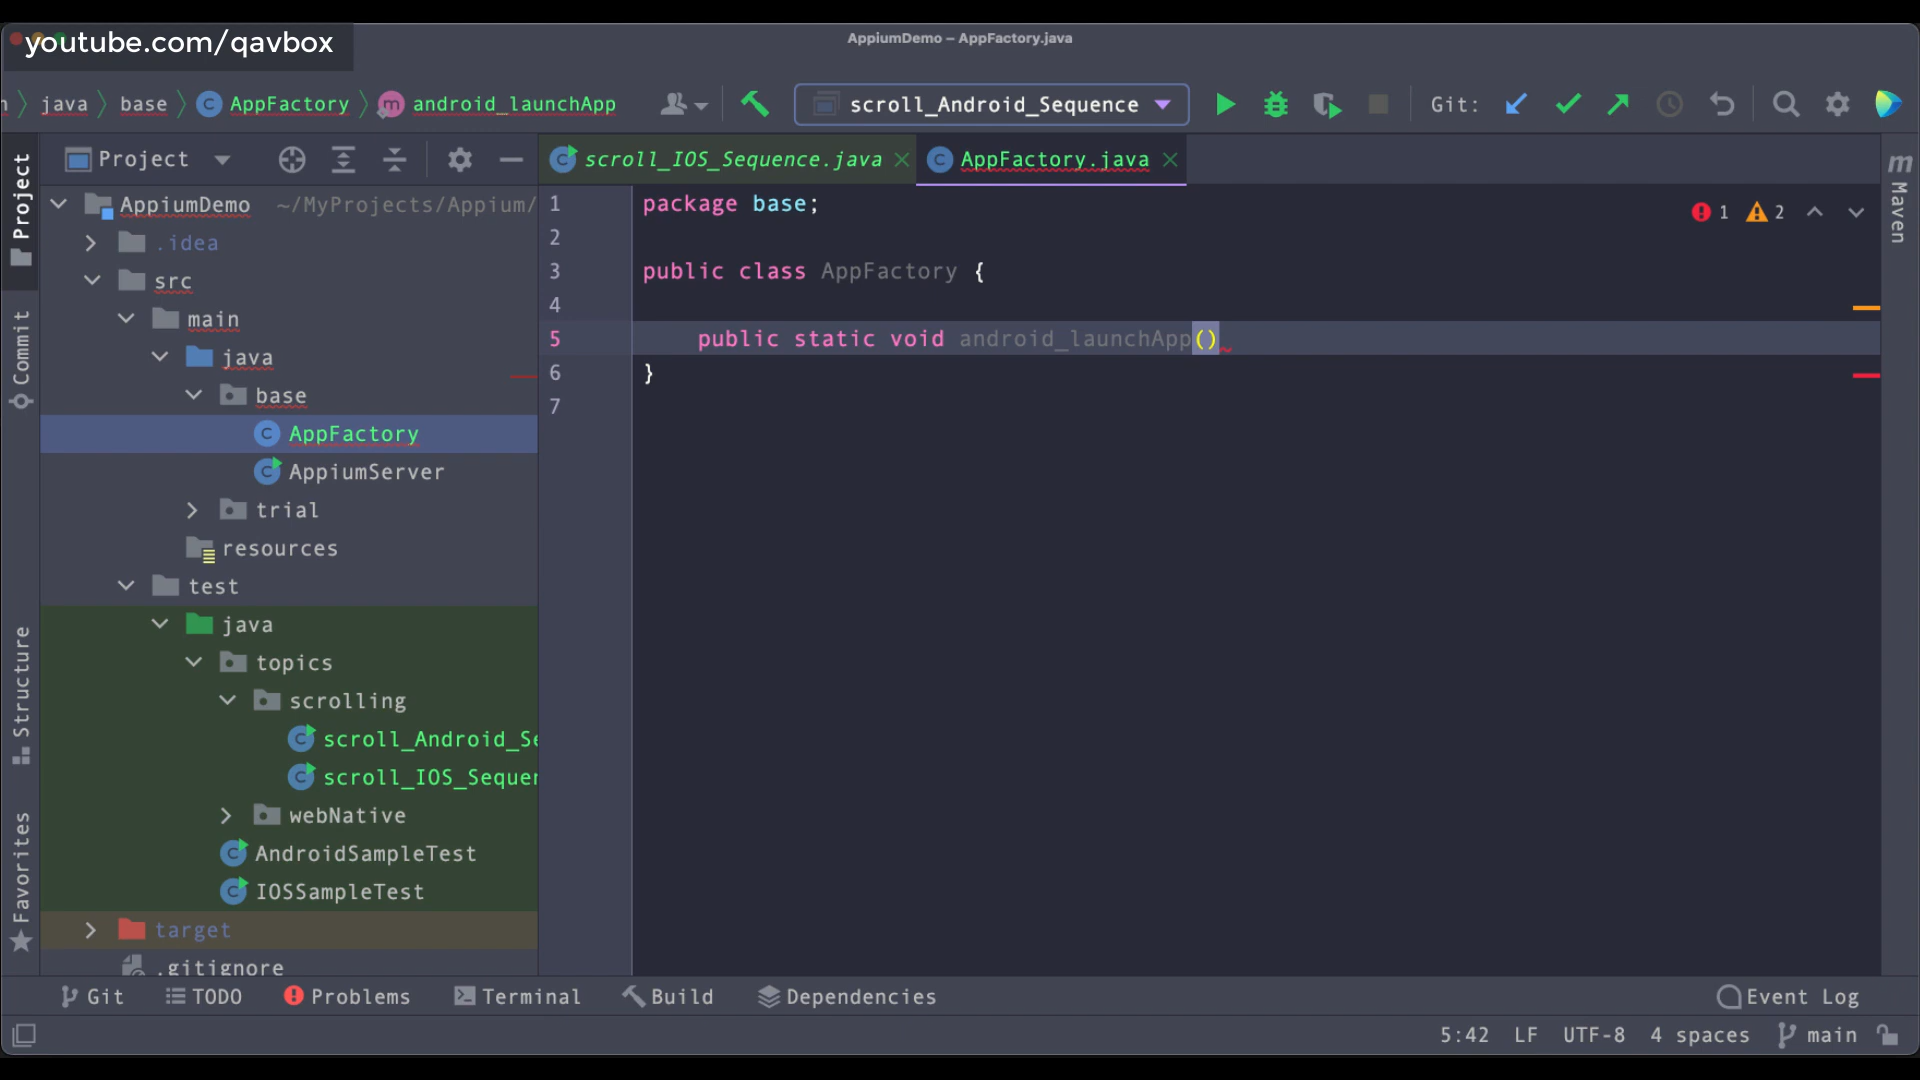 youtube.com/qavbox
AppiumDemo – AppFactory.java
java base AppFactory android_launchApp scroll_Android_Sequence Git:
Project scroll_IOS_Sequence.java AppFactory.java
Project
Commit
Structure
Favorites
AppiumDemo ~/MyProjects/Appium/
.idea
src
main
java
base
AppFactory
AppiumServer
trial
resources
test
java
topics
scrolling
scroll_Android_Se
scroll_IOS_Sequen
webNative
AndroidSampleTest
IOSSampleTest
target
.gitignore
1 package base;
2
3 public class AppFactory {
4
5 public static void android_launchApp()
6 }
7
1 2
Maven
Git TODO Problems Terminal Build Dependencies Event Log
5:42 LF UTF-8 4 spaces main